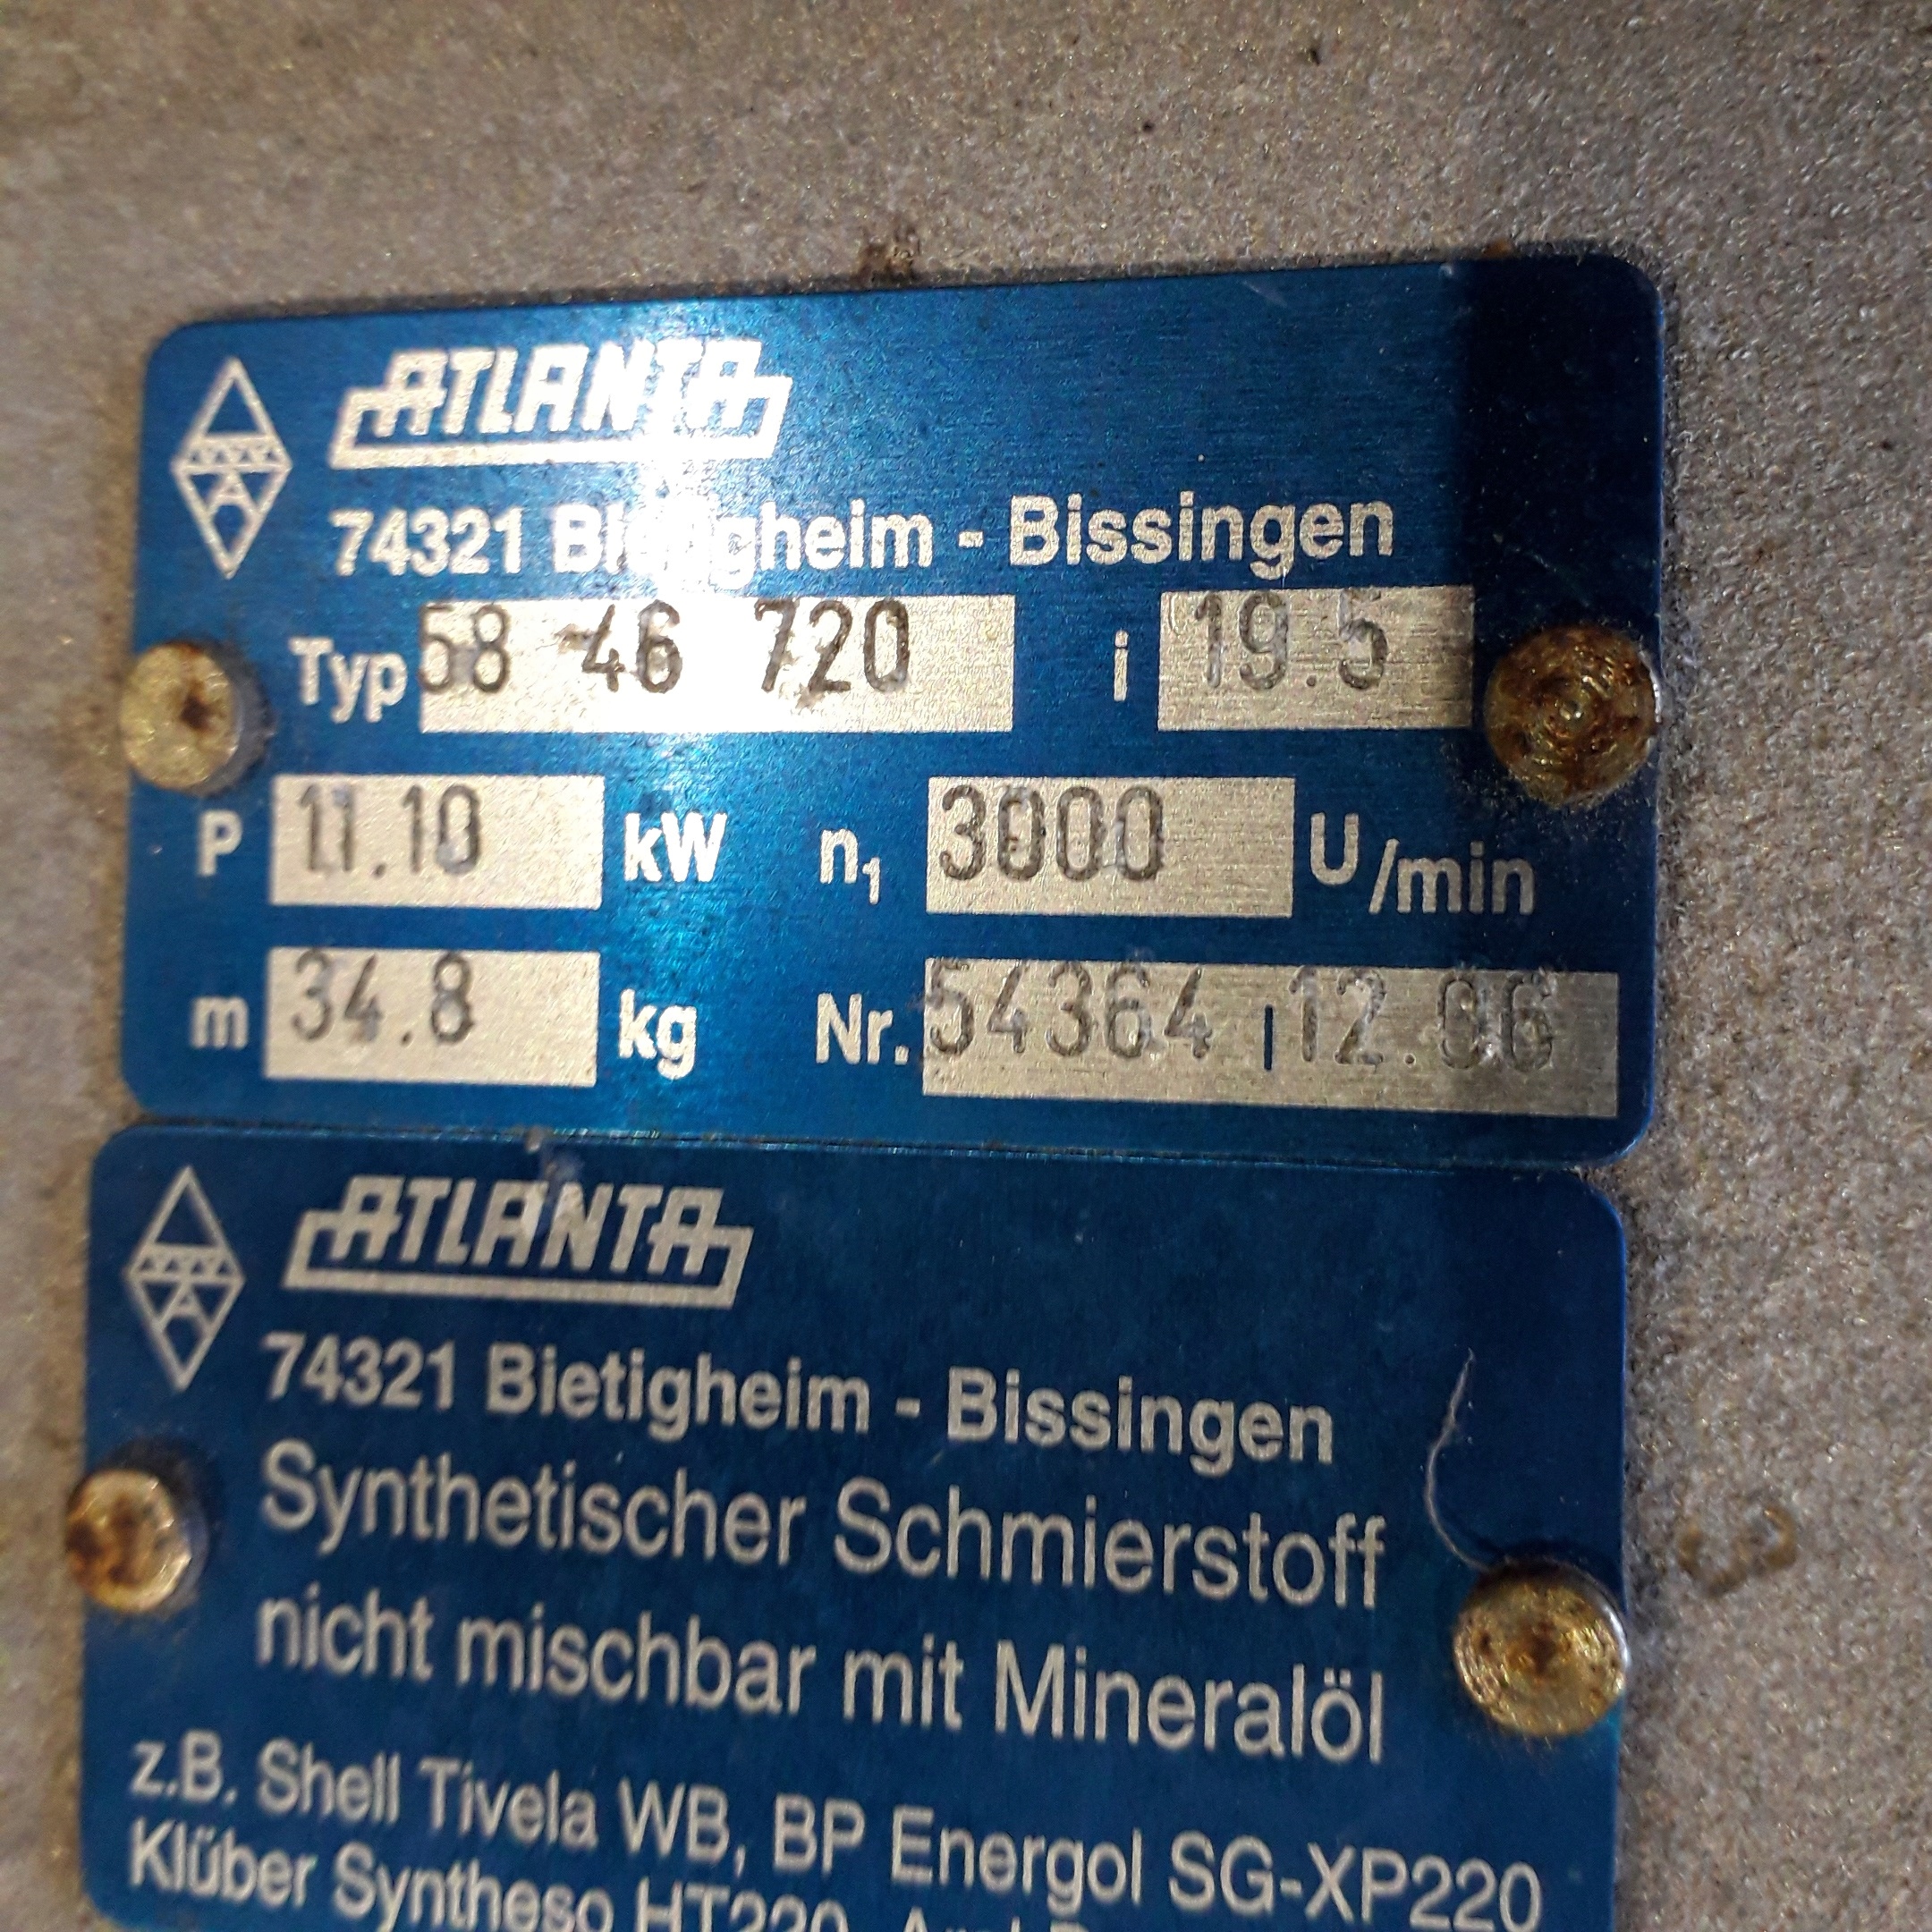 ATLANTA
74321 Bietigheim - Bissingen
Typ 58 46 720 i 19.5
P 11.10 kW n1 3000 U/min
m 34.8 kg Nr. 54364 | 12.06
A
ATLANTA
74321 Bietigheim - Bissingen
Synthetischer Schmierstoff
nicht mischbar mit Mineralöl
z.B. Shell Tivela WB, BP Energol SG-XP220
Klüber Syntheso HT220,
A